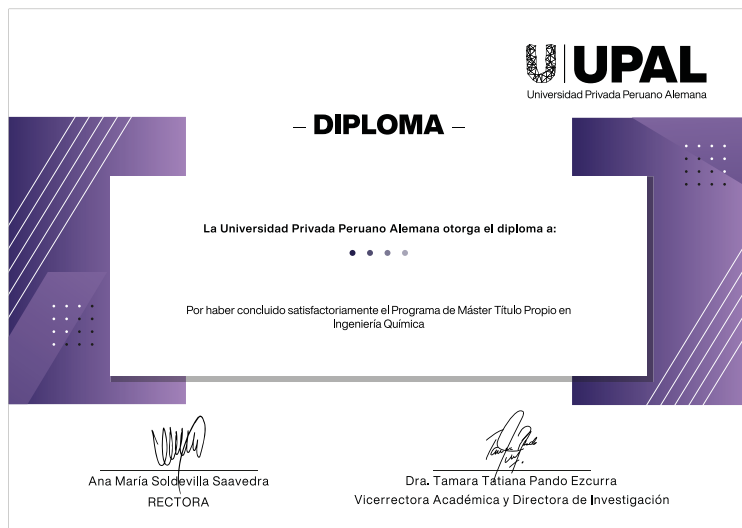 UPAL
Universidad Privada Peruano Alemana
– DIPLOMA –
La Universidad Privada Peruano Alemana otorga el diploma a:
Por haber concluido satisfactoriamente el Programa de Máster Título Propio en
Ingeniería Química
Ana María Soldevilla Saavedra
RECTORA
Dra. Tamara Tatiana Pando Ezcurra
Vicerrectora Académica y Directora de Investigación